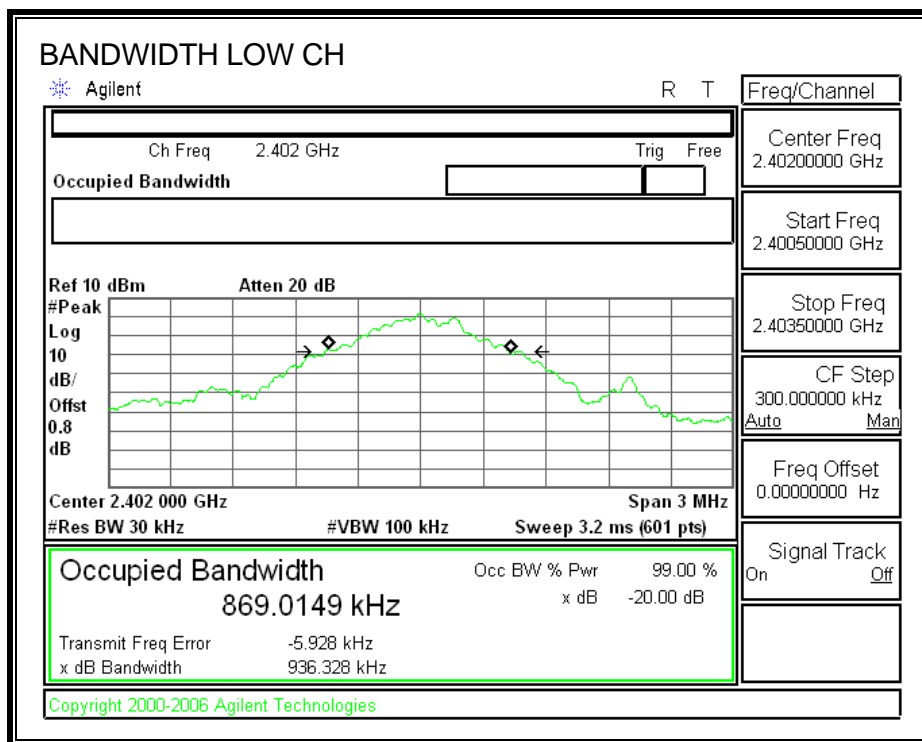 BANDWIDTH LOW CH
Agilent R T
Ch Freq 2.402 GHz Trig Free
Occupied Bandwidth
Ref 10 dBm Atten 20 dB
#Peak
Log
10
dB/
Offst
0.8
dB
Center 2.402 000 GHz Span 3 MHz
#Res BW 30 kHz #VBW 100 kHz Sweep 3.2 ms (601 pts)
Occupied Bandwidth
869.0149 kHz
Occ BW % Pwr 99.00 %
x dB -20.00 dB
Transmit Freq Error -5.928 kHz
x dB Bandwidth 936.328 kHz
Copyright 2000-2006 Agilent Technologies
Freq/Channel
Center Freq
2.40200000 GHz
Start Freq
2.40050000 GHz
Stop Freq
2.40350000 GHz
CF Step
300.000000 kHz
Auto Man
Freq Offset
0.00000000 Hz
Signal Track
On Off